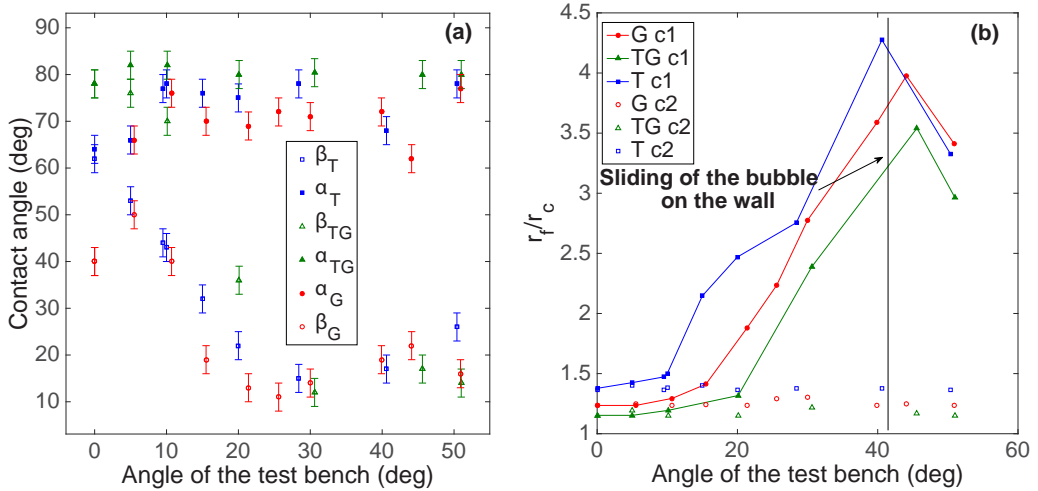 (a)
90
80
70
60
50
40
30
20
10
Contact angle (deg)
β_T
α_T
β_TG
α_TG
α_G
β_G
0 10 20 30 40 50
Angle of the test bench (deg)
(b)
G c1
TG c1
T c1
G c2
TG c2
T c2
4.5
4
3.5
3
2.5
2
1.5
1
r_f/r_c
Sliding of the bubble
on the wall
0 20 40 60
Angle of the test bench (deg)